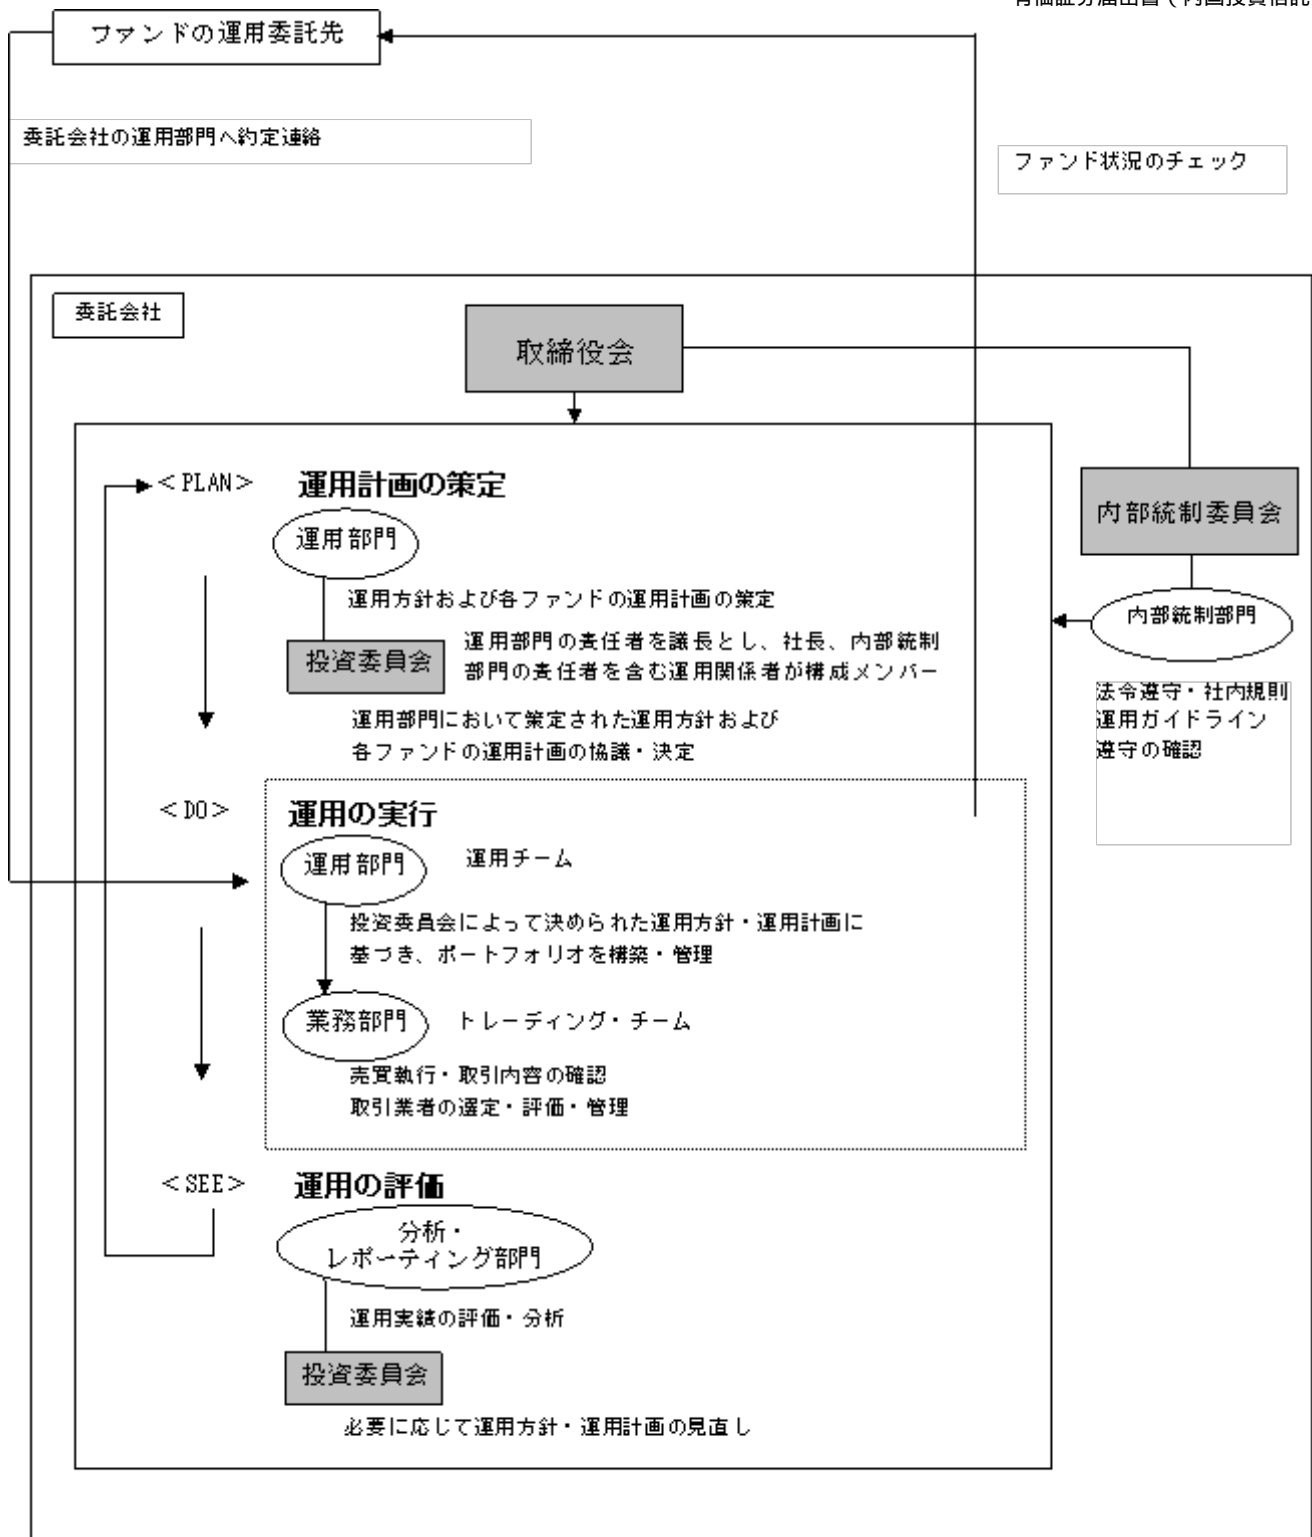 ファンドの運用委託先
委託会社の運用部門へ約定連絡
ファンド状況のチェック
委託会社
取締役会
<PLAN>
運用計画の策定
運用部門
運用方針および各ファンドの運用計画の策定
投資委員会
運用部門の責任者を議長とし、社長、内部統制
部門の責任者を含む運用関係者が構成メンバー
運用部門において策定された運用方針および
各ファンドの運用計画の協議・決定
内部統制委員会
内部統制部門
法令遵守・社内規則
運用ガイドライン
遵守の確認
<DO>
運用の実行
運用部門
運用チーム
投資委員会によって決められた運用方針・運用計画に
基づき、ポートフォリオを構築・管理
業務部門
トレーディング・チーム
売買執行・取引内容の確認
取引業者の選定・評価・管理
<SEE>
運用の評価
分析・
レポーティング部門
運用実績の評価・分析
投資委員会
必要に応じて運用方針・運用計画の見直し